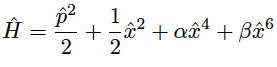 Ĥ = p̂²/2 + 1/2 x̂² + αx̂⁴ + βx̂⁶